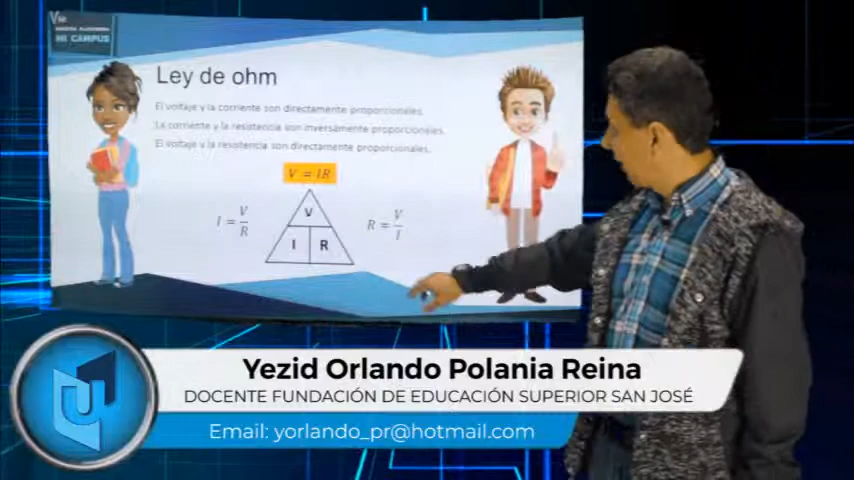 MI CAMPUS
Ley de ohm
El voltaje y la corriente son directamente proporcionales.
La corriente y la resistencia son inversamente proporcionales.
El voltaje y la resistencia son directamente proporcionales.
V = IR
I = V/R
V
I R
R = V/I
Yezid Orlando Polania Reina
DOCENTE FUNDACIÓN DE EDUCACIÓN SUPERIOR SAN JOSÉ
Email: yorlando_pr@hotmail.com